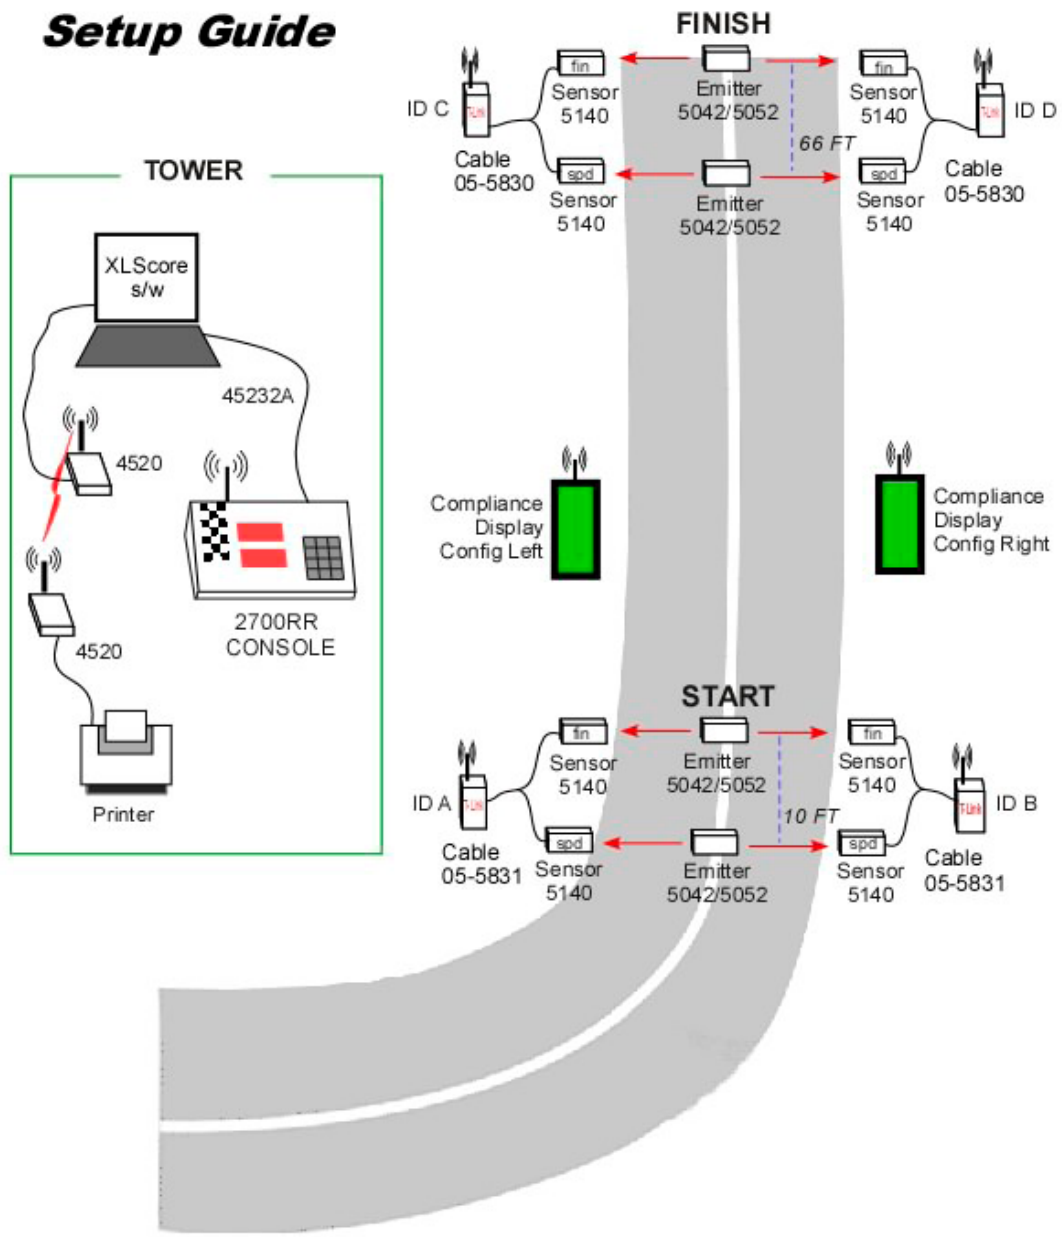 Setup Guide
FINISH
fin
Sensor
5140
Emitter
5042/5052
fin
Sensor
5140
ID C
T-Link
ID D
66 FT
Cable
05-5830
spd
Sensor
5140
Emitter
5042/5052
spd
Sensor
5140
Cable
05-5830
TOWER
XLScore
s/w
45232A
4520
4520
2700RR
CONSOLE
Printer
Compliance
Display
Config Left
Compliance
Display
Config Right
START
fin
Sensor
5140
Emitter
5042/5052
fin
Sensor
5140
ID A
T-Link
T-Link
ID B
10 FT
Cable
05-5831
spd
Sensor
5140
Emitter
5042/5052
spd
Sensor
5140
Cable
05-5831